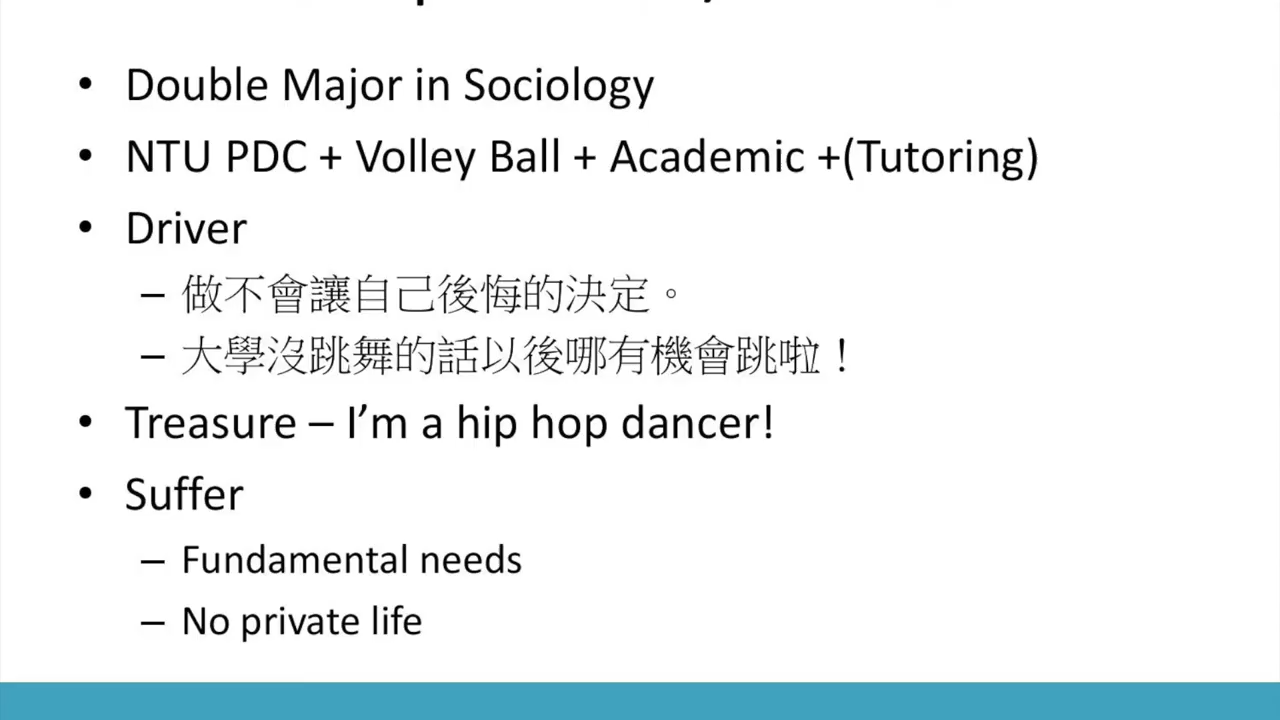 • Double Major in Sociology
• NTU PDC + Volley Ball + Academic +(Tutoring)
• Driver
– 做不會讓自己後悔的決定。
– 大學沒跳舞的話以後哪有機會跳啦！
• Treasure – I’m a hip hop dancer!
• Suffer
– Fundamental needs
– No private life